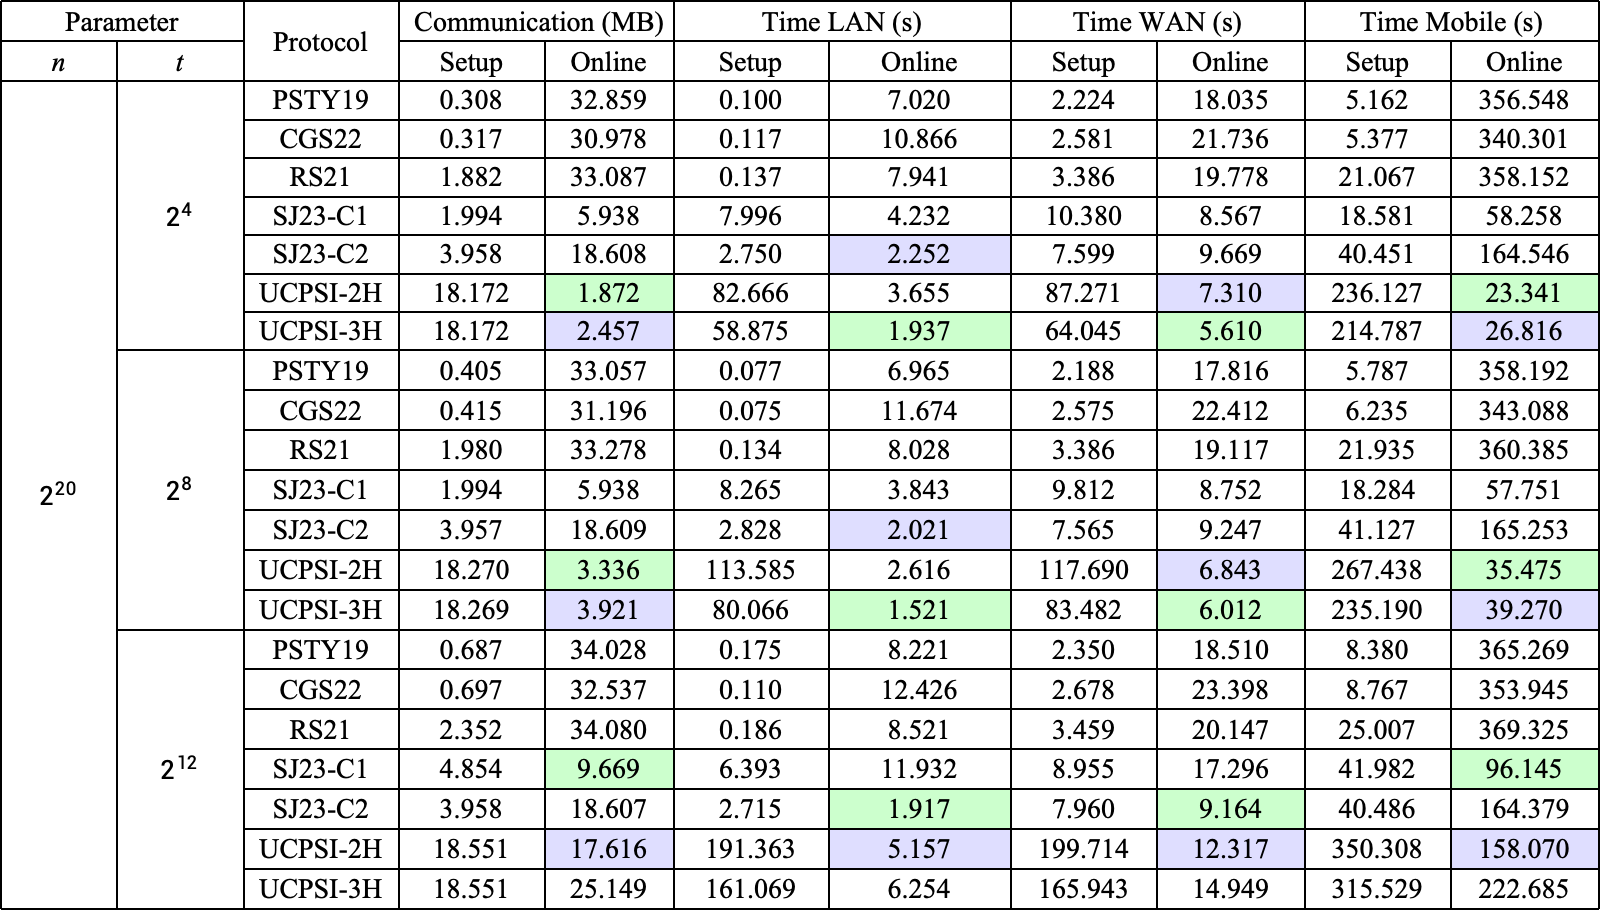 Parameter Protocol Communication (MB) Time LAN (s) Time WAN (s) Time Mobile (s)
n t Setup Online Setup Online Setup Online Setup Online
2^20 2^4 PSTY19 0.308 32.859 0.100 7.020 2.224 18.035 5.162 356.548
CGS22 0.317 30.978 0.117 10.866 2.581 21.736 5.377 340.301
RS21 1.882 33.087 0.137 7.941 3.386 19.778 21.067 358.152
SJ23-C1 1.994 5.938 7.996 4.232 10.380 8.567 18.581 58.258
SJ23-C2 3.958 18.608 2.750 2.252 7.599 9.669 40.451 164.546
UCPSI-2H 18.172 1.872 82.666 3.655 87.271 7.310 236.127 23.341
UCPSI-3H 18.172 2.457 58.875 1.937 64.045 5.610 214.787 26.816
2^8 PSTY19 0.405 33.057 0.077 6.965 2.188 17.816 5.787 358.192
CGS22 0.415 31.196 0.075 11.674 2.575 22.412 6.235 343.088
RS21 1.980 33.278 0.134 8.028 3.386 19.117 21.935 360.385
SJ23-C1 1.994 5.938 8.265 3.843 9.812 8.752 18.284 57.751
SJ23-C2 3.957 18.609 2.828 2.021 7.565 9.247 41.127 165.253
UCPSI-2H 18.270 3.336 113.585 2.616 117.690 6.843 267.438 35.475
UCPSI-3H 18.269 3.921 80.066 1.521 83.482 6.012 235.190 39.270
2^12 PSTY19 0.687 34.028 0.175 8.221 2.350 18.510 8.380 365.269
CGS22 0.697 32.537 0.110 12.426 2.678 23.398 8.767 353.945
RS21 2.352 34.080 0.186 8.521 3.459 20.147 25.007 369.325
SJ23-C1 4.854 9.669 6.393 11.932 8.955 17.296 41.982 96.145
SJ23-C2 3.958 18.607 2.715 1.917 7.960 9.164 40.486 164.379
UCPSI-2H 18.551 17.616 191.363 5.157 199.714 12.317 350.308 158.070
UCPSI-3H 18.551 25.149 161.069 6.254 165.943 14.949 315.529 222.685